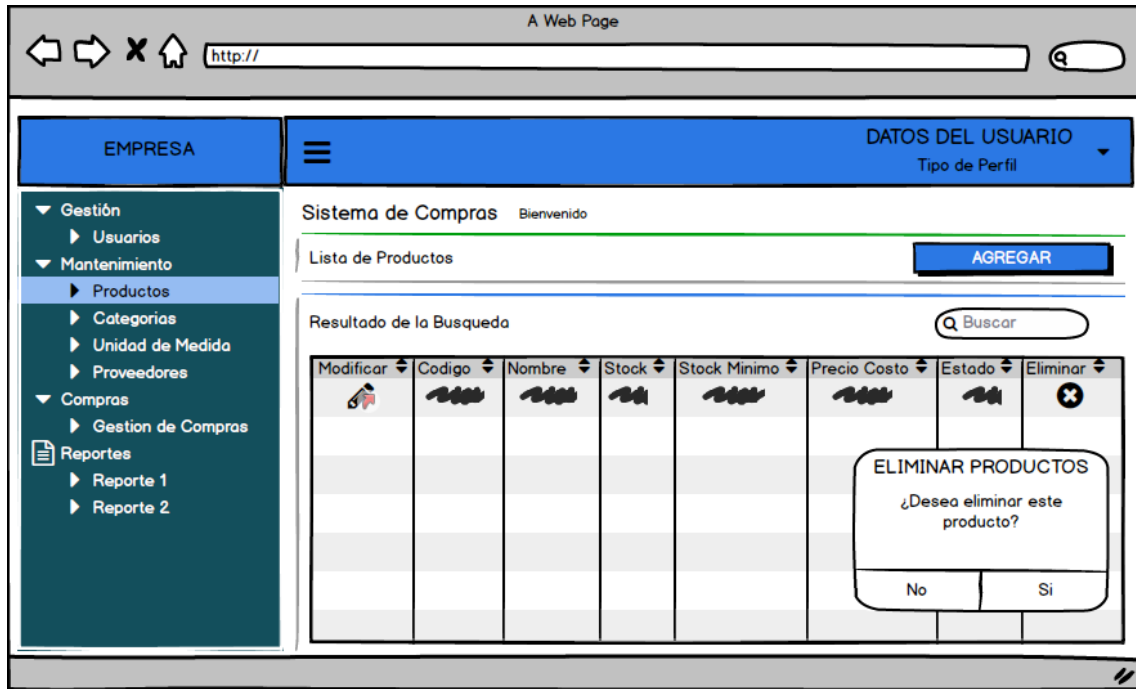 A Web Page
http://
EMPRESA
DATOS DEL USUARIO
Tipo de Perfil
Gestión
Usuarios
Mantenimiento
Productos
Categorias
Unidad de Medida
Proveedores
Compras
Gestion de Compras
Reportes
Reporte 1
Reporte 2
Sistema de Compras Bienvenido
Lista de Productos AGREGAR
Resultado de la Busqueda Buscar
Modificar Codigo Nombre Stock Stock Minimo Precio Costo Estado Eliminar
ELIMINAR PRODUCTOS
¿Desea eliminar este
producto?
No Si